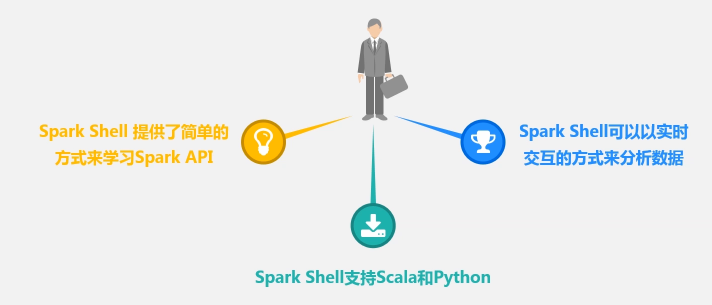 Spark Shell 提供了简单的
方式来学习Spark API
Spark Shell可以以实时
交互的方式来分析数据
Spark Shell支持Scala和Python